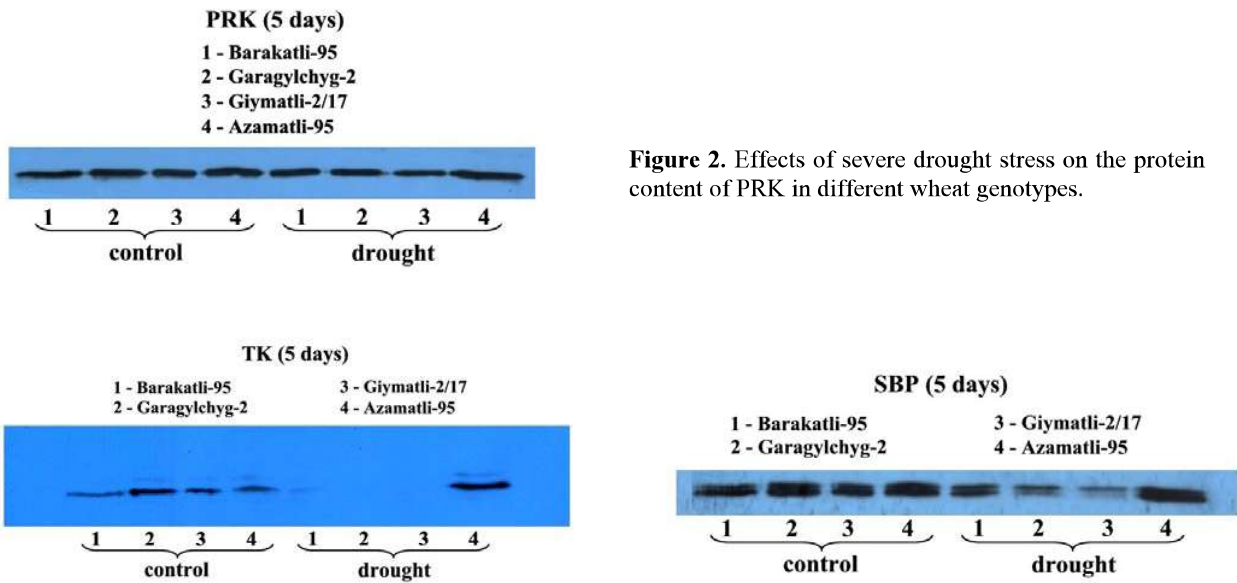 PRK (5 days)
1 - Barakatli-95
2 - Garagylchyg-2
3 - Giymatli-2/17
4 - Azamatli-95
1 2 3 4 1 2 3 4
control drought
Figure 2. Effects of severe drought stress on the protein
content of PRK in different wheat genotypes.
TK (5 days)
1 - Barakatli-95 3 - Giymatli-2/17
2 - Garagylchyg-2 4 - Azamatli-95
1 2 3 4 1 2 3 4
control drought
SBP (5 days)
1 - Barakatli-95 3 - Giymatli-2/17
2 - Garagylchyg-2 4 - Azamatli-95
1 2 3 4 1 2 3 4
control drought